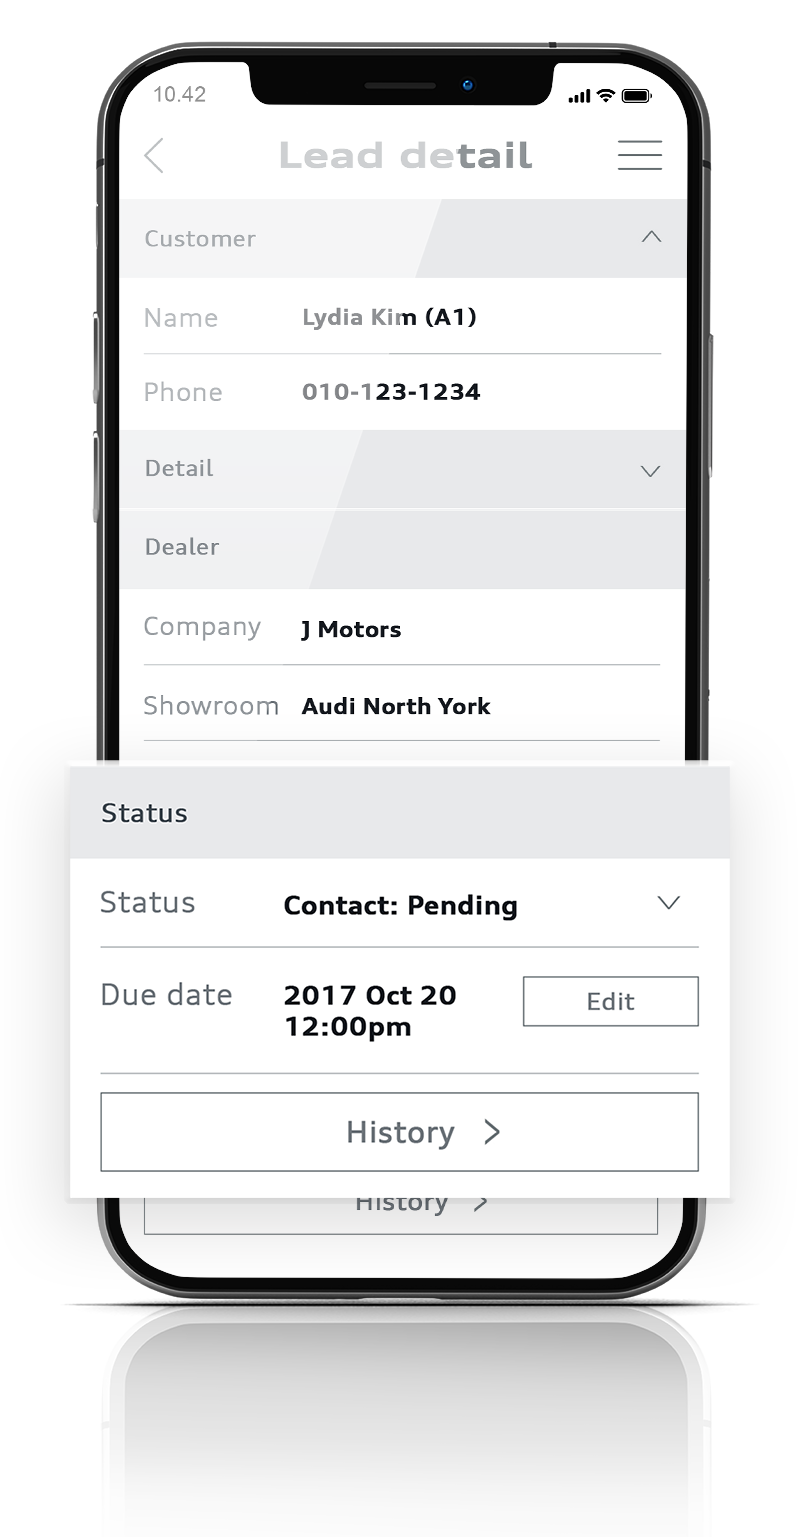 10.42
Lead detail
Customer
Name Lydia Kim (A1)
Phone 010-123-1234
Detail
Dealer
Company J Motors
Showroom Audi North York
Status
Status Contact: Pending
Due date 2017 Oct 20
12:00pm
Edit
History
History